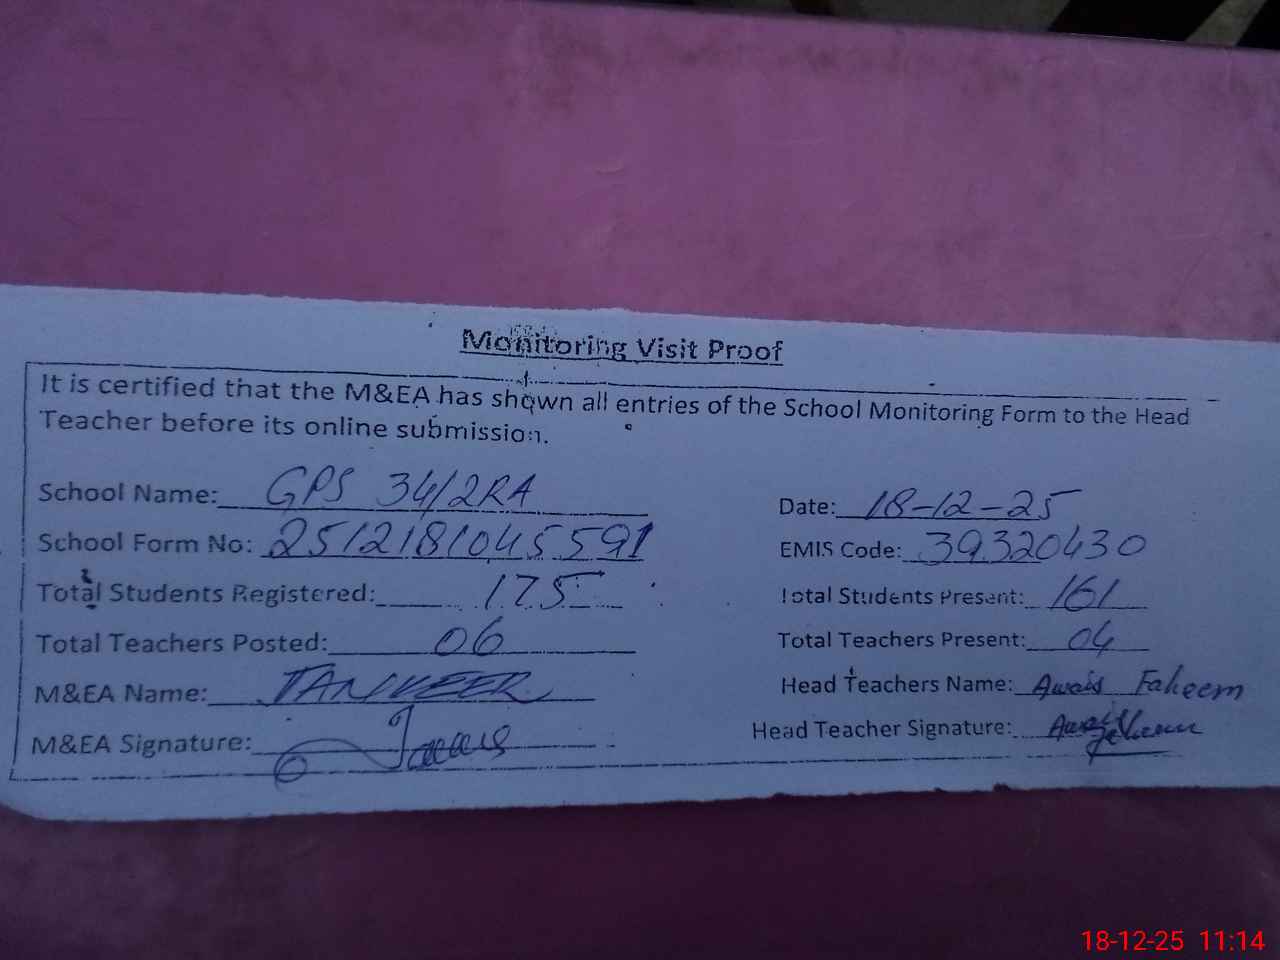 Monitoring Visit Proof
It is certified that the M&EA has shown all entries of the School Monitoring Form to the Head
Teacher before its online submission.
School Name: GPS 34/2RA
Date: 18-12-25
School Form No: 2512181045591
EMIS Code: 39320430
Total Students Registered: 175
Total Students Present: 161
Total Teachers Posted: 06
Total Teachers Present: 04
M&EA Name: TANVEER
Head Teachers Name: Awais Faheem
M&EA Signature:
Head Teacher Signature:
18-12-25 11:14